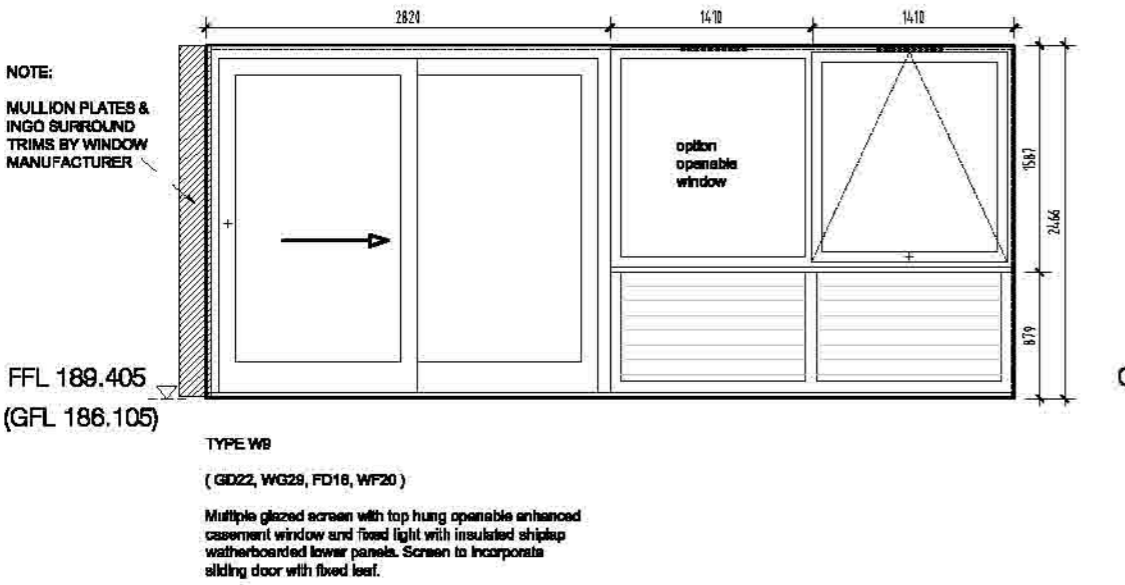 2820
1410
1410
NOTE:
MULLION PLATES &
INGO SURROUND
TRIMS BY WINDOW
MANUFACTURER
option
openable
window
1587
2466
879
FFL 189.405
(GFL 186.105)
TYPE W9
( GD22, WG29, FD16, WF20 )
Multiple glazed screen with top hung openable enhanced
casement window and fixed light with insulated shiplap
watherboarded lower panels. Screen to incorporate
sliding door with fixed leaf.